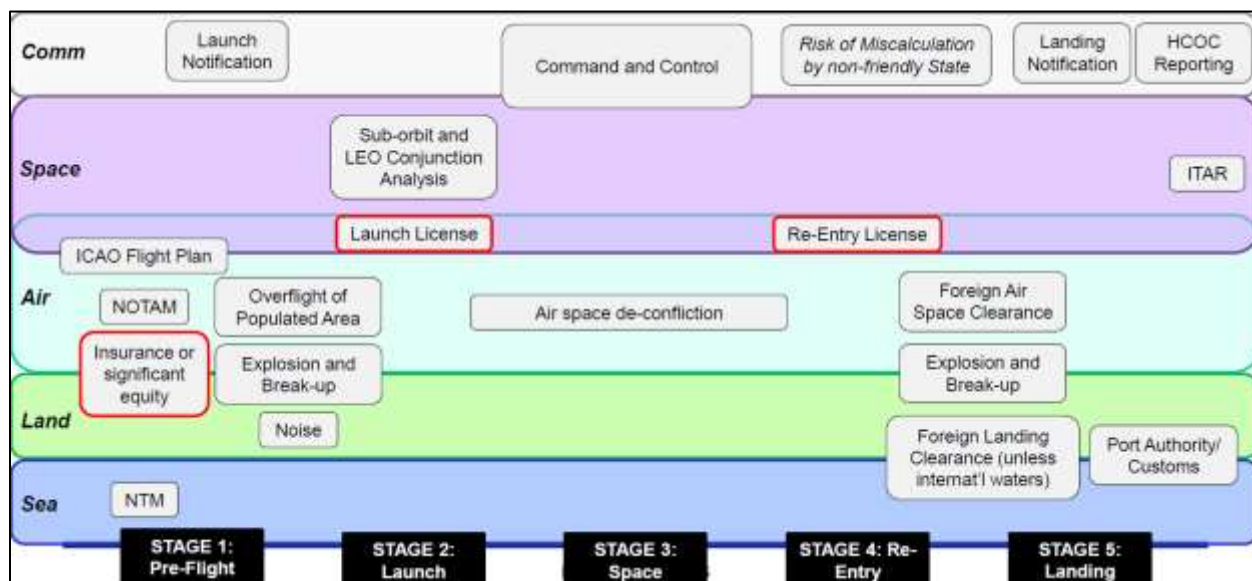 Comm
Launch
Notification
Command and Control
Risk of Miscalculation
by non-friendly State
Landing
Notification
HCOC
Reporting
Space
Sub-orbit and
LEO Conjunction
Analysis
ITAR
Launch License
Re-Entry License
ICAO Flight Plan
Air
NOTAM
Overflight of
Populated Area
Air space de-confliction
Foreign Air
Space Clearance
Insurance or
significant
equity
Explosion and
Break-up
Explosion and
Break-up
Land
Noise
Foreign Landing
Clearance (unless
internat'l waters)
Port Authority/
Customs
Sea
NTM
STAGE 1:
Pre-Flight
STAGE 2:
Launch
STAGE 3:
Space
STAGE 4: Re-
Entry
STAGE 5:
Landing